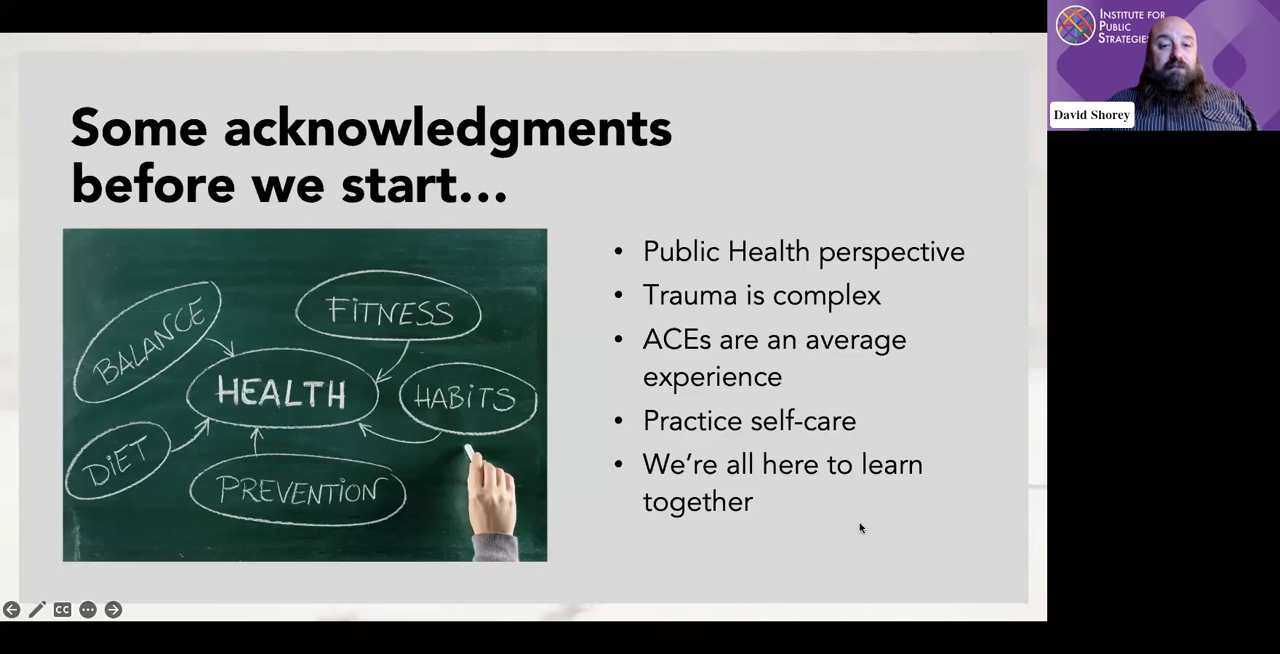 Some acknowledgments
before we start...
BALANCE
FITNESS
HEALTH
HABITS
DIET
PREVENTION
• Public Health perspective
• Trauma is complex
• ACEs are an average
experience
• Practice self-care
• We’re all here to learn
together
CC
INSTITUTE FOR
PUBLIC
STRATEGIES
David Shorey